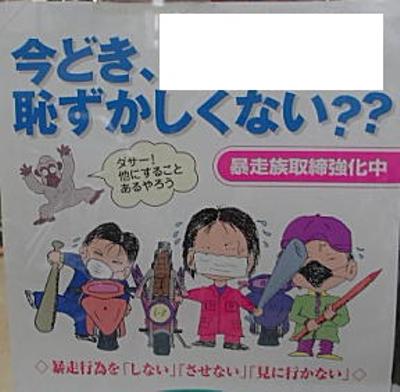 今どき、
恥ずかしくない??
ダサー!
他にすること
あるやろう
暴走族取締強化中
◇暴走行為を「しない」「させない」「見に行かない」◇